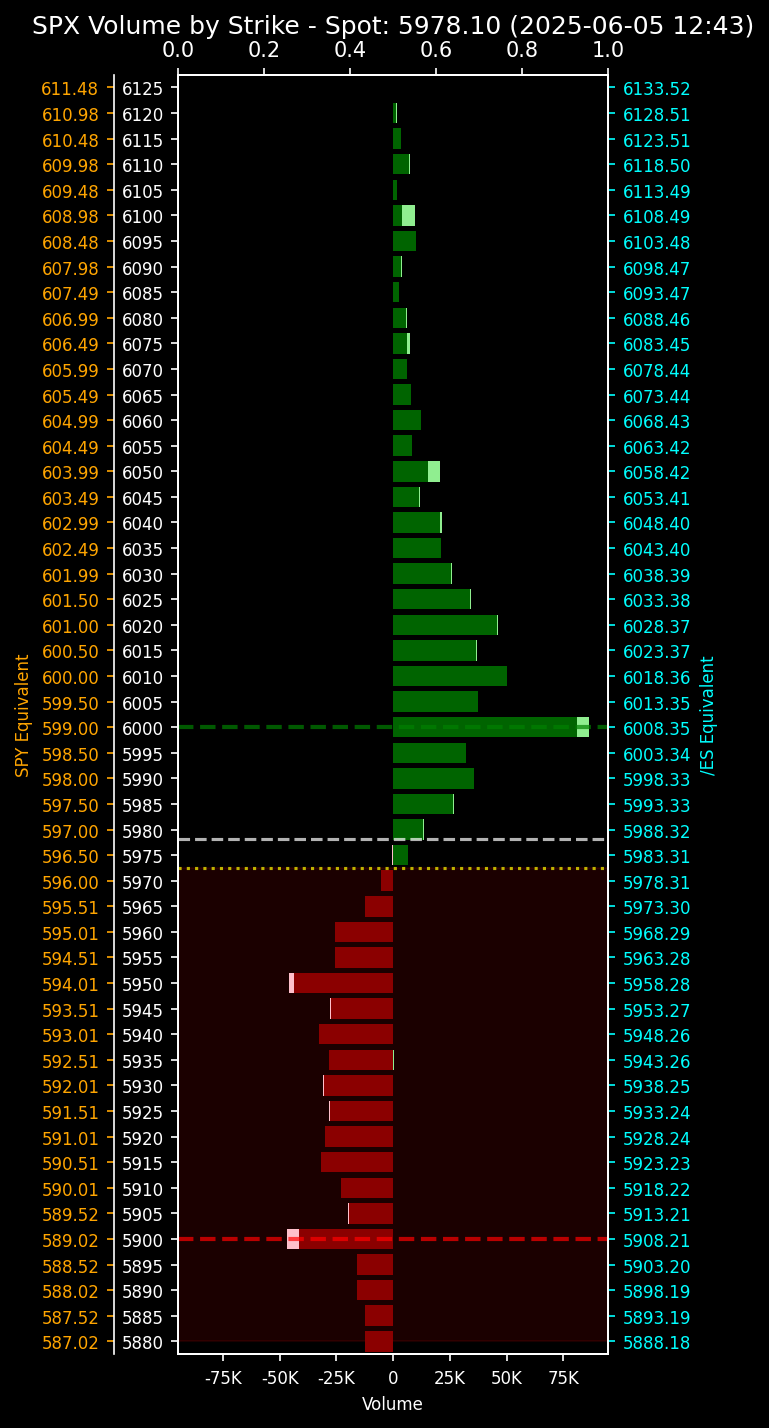 SPX Volume by Strike - Spot: 5978.10 (2025-06-05 12:43)
0.0 0.2 0.4 0.6 0.8 1.0
611.48 6125 6133.52
610.98 6120 6128.51
610.48 6115 6123.51
609.98 6110 6118.50
609.48 6105 6113.49
608.98 6100 6108.49
608.48 6095 6103.48
607.98 6090 6098.47
607.49 6085 6093.47
606.99 6080 6088.46
606.49 6075 6083.45
605.99 6070 6078.44
605.49 6065 6073.44
604.99 6060 6068.43
604.49 6055 6063.42
603.99 6050 6058.42
603.49 6045 6053.41
602.99 6040 6048.40
602.49 6035 6043.40
601.99 6030 6038.39
601.50 6025 6033.38
601.00 6020 6028.37
600.50 6015 6023.37
600.00 6010 6018.36
599.50 6005 6013.35
599.00 6000 6008.35
598.50 5995 6003.34
598.00 5990 5998.33
597.50 5985 5993.33
597.00 5980 5988.32
596.50 5975 5983.31
596.00 5970 5978.31
595.51 5965 5973.30
595.01 5960 5968.29
594.51 5955 5963.28
594.01 5950 5958.28
593.51 5945 5953.27
593.01 5940 5948.26
592.51 5935 5943.26
592.01 5930 5938.25
591.51 5925 5933.24
591.01 5920 5928.24
590.51 5915 5923.23
590.01 5910 5918.22
589.52 5905 5913.21
589.02 5900 5908.21
588.52 5895 5903.20
588.02 5890 5898.19
587.52 5885 5893.19
587.02 5880 5888.18
SPY Equivalent
/ES Equivalent
-75K -50K -25K 0 25K 50K 75K
Volume